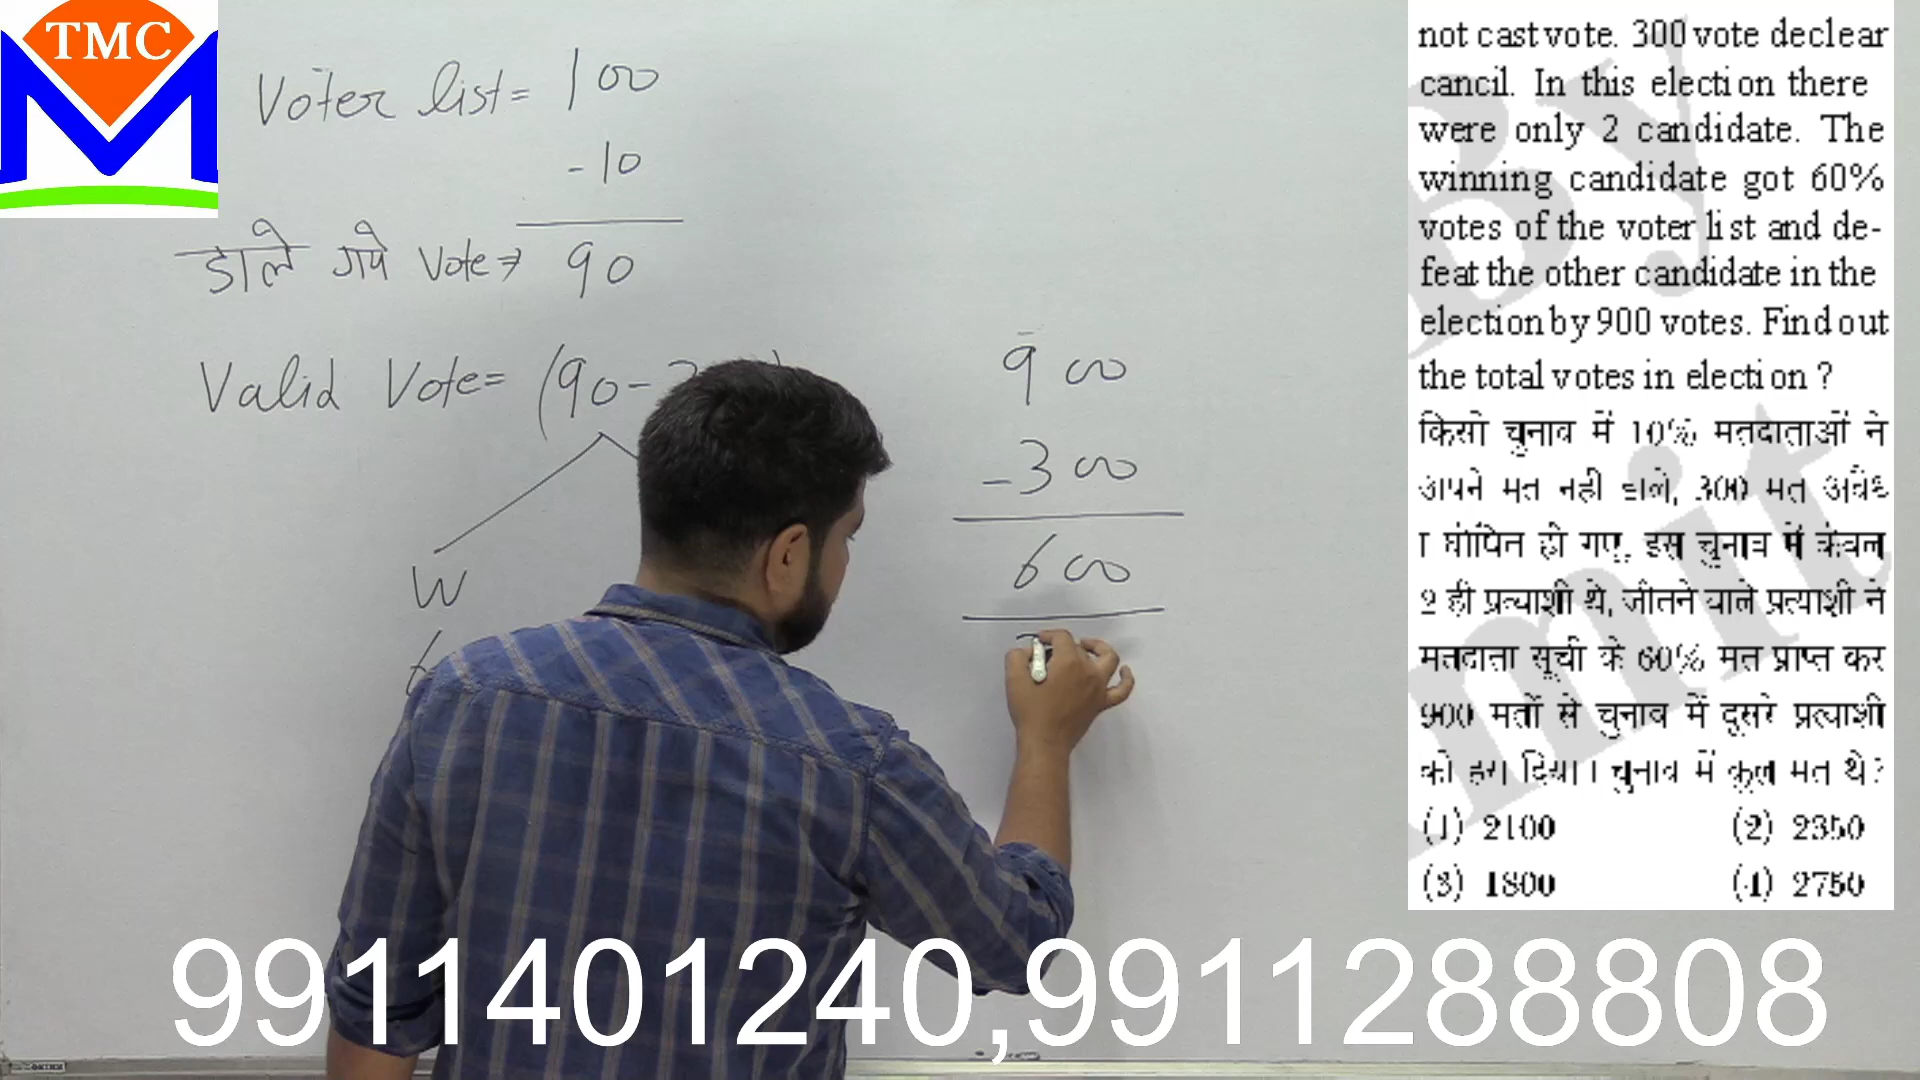 TMC
Voter list = 100
- 10
डाले गये Vote ⇒ 90
Valid Vote = (90 -
W
900
- 300
600
not cast vote. 300 vote declear
cancil. In this election there
were only 2 candidate. The
winning candidate got 60%
votes of the voter list and de-
feat the other candidate in the
election by 900 votes. Find out
the total votes in election ?
किसी चुनाव में 10% मतदाताओं ने
अपने मत नही डाले, 300 मत अवैध
। घोषित हो गए, इस चुनाव में केवल
2 ही प्रत्याशी थे, जीतने वाले प्रत्याशी ने
मतदाता सूची के 60% मत प्राप्त कर
900 मतों से चुनाव में दूसरे प्रत्याशी
को हरा दिया। चुनाव में कुल मत थे?
(1) 2100 (2) 2350
(3) 1800 (4) 2750
9911401240,9911288808